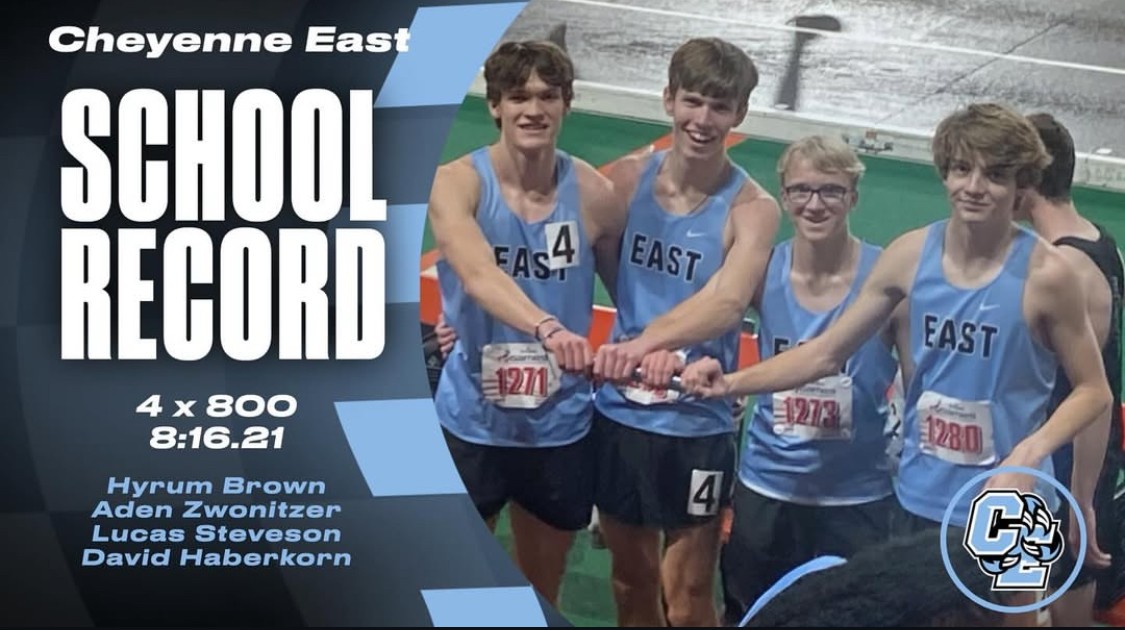 Cheyenne East
SCHOOL
RECORD
4 x 800
8:16.21
Hyrum Brown
Aden Zwonitzer
Lucas Steveson
David Haberkorn
EAST
4
EAST
EAST
1271
1273
1280
4
CE